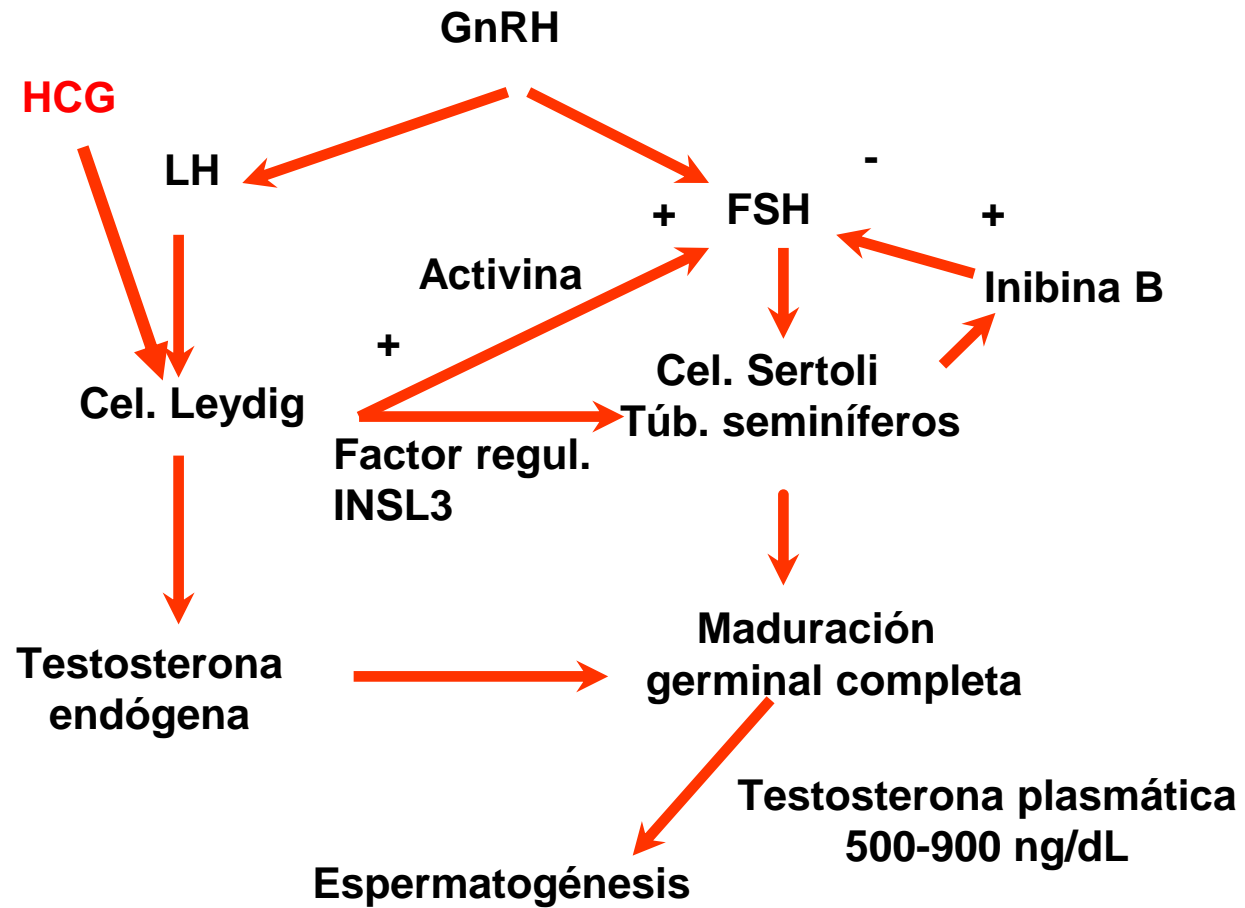 GnRH
HCG
LH
-
+
FSH
+
Activina
Inibina B
+
Cel. Leydig
Cel. Sertoli
Túb. seminíferos
Factor regul.
INSL3
Testosterona
endógena
Maduración
germinal completa
Testosterona plasmática
500-900 ng/dL
Espermatogénesis